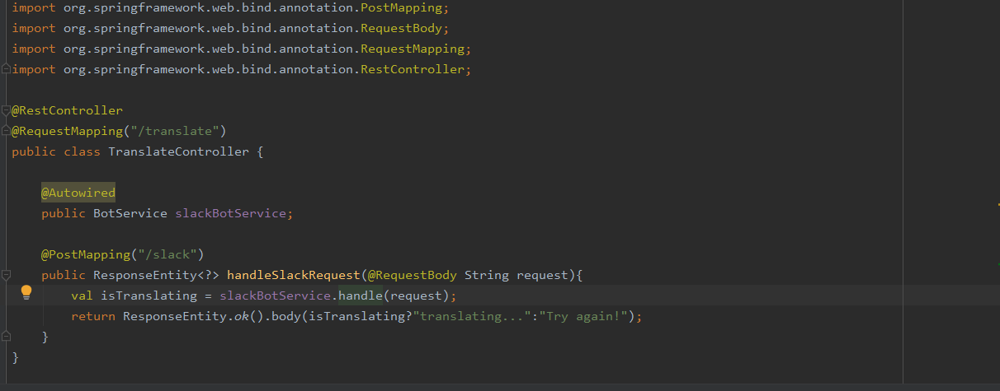 import org.springframework.web.bind.annotation.PostMapping;
import org.springframework.web.bind.annotation.RequestBody;
import org.springframework.web.bind.annotation.RequestMapping;
import org.springframework.web.bind.annotation.RestController;
@RestController
@RequestMapping("/translate")
public class TranslateController {
@Autowired
public BotService slackBotService;
@PostMapping("/slack")
public ResponseEntity<?> handleSlackRequest(@RequestBody String request){
val isTranslating = slackBotService.handle(request);
return ResponseEntity.ok().body(isTranslating?"translating...":"Try again!");
}
}